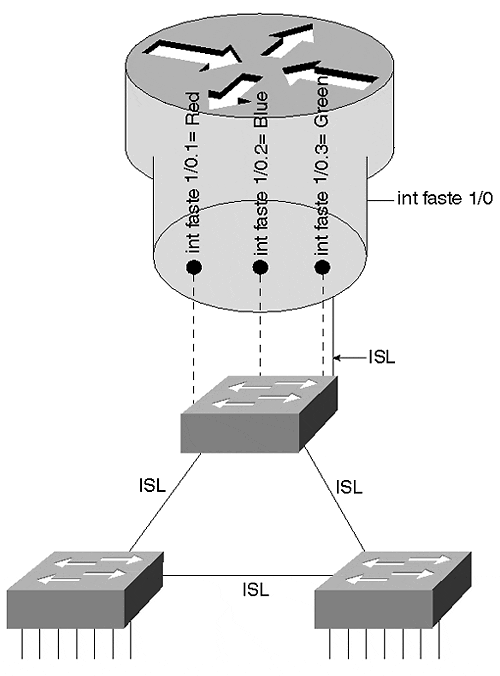 int faste 1/0.1= Red
int faste 1/0.2= Blue
int faste 1/0.3= Green
int faste 1/0
ISL
ISL
ISL
ISL